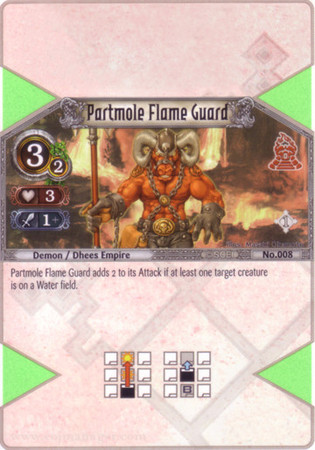 Partmole Flame Guard
3
2
3
1
Demon / Dhees Empire
SCEI
No.008
Partmole Flame Guard adds 2 to its Attack if at least one target creature
is on a Water field.
B